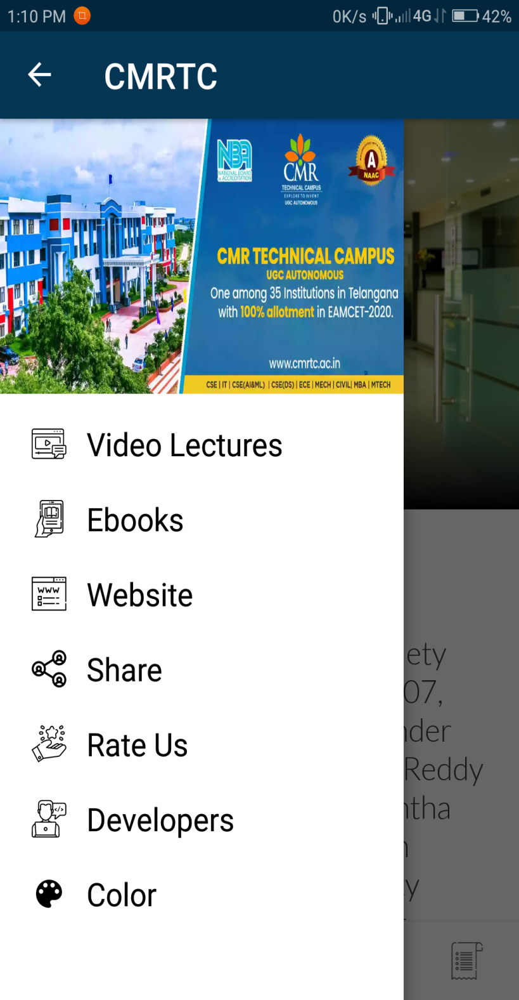 1:10 PM
0K/s 4G 42%
CMRTC
NBA
NATIONAL BOARD
of ACCREDITATION
CMR
TECHNICAL CAMPUS
EXPLORE TO INVENT
UGC AUTONOMOUS
A
NAAC
CMR TECHNICAL CAMPUS
UGC AUTONOMOUS
One among 35 Institutions in Telangana
with 100% allotment in EAMCET-2020.
www.cmrtc.ac.in
CSE | IT | CSE(AI&ML) | CSE(DS) | ECE | MECH | CIVIL| MBA | MTECH
Video Lectures
Ebooks
WWW
Website
Share
Rate Us
</>
Developers
Color
ety
07,
nder
Reddy
ntha
n
y